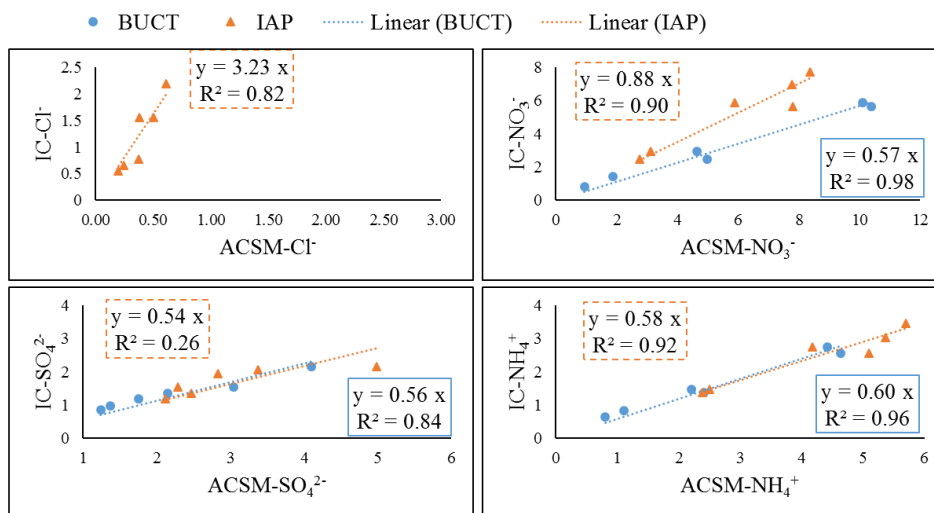 BUCT IAP Linear (BUCT) Linear (IAP)
2.5
2
1.5
1
0.5
0
IC-Cl⁻
y = 3.23 x
R² = 0.82
0.00 0.50 1.00 1.50 2.00 2.50 3.00
ACSM-Cl⁻
8
6
4
2
0
IC-NO₃⁻
y = 0.88 x
R² = 0.90
y = 0.57 x
R² = 0.98
0 2 4 6 8 10 12
ACSM-NO₃⁻
4
3
2
1
0
IC-SO₄²⁻
y = 0.54 x
R² = 0.26
y = 0.56 x
R² = 0.84
1 2 3 4 5 6
ACSM-SO₄²⁻
4
3
2
1
0
IC-NH₄⁺
y = 0.58 x
R² = 0.92
y = 0.60 x
R² = 0.96
0 1 2 3 4 5 6
ACSM-NH₄⁺